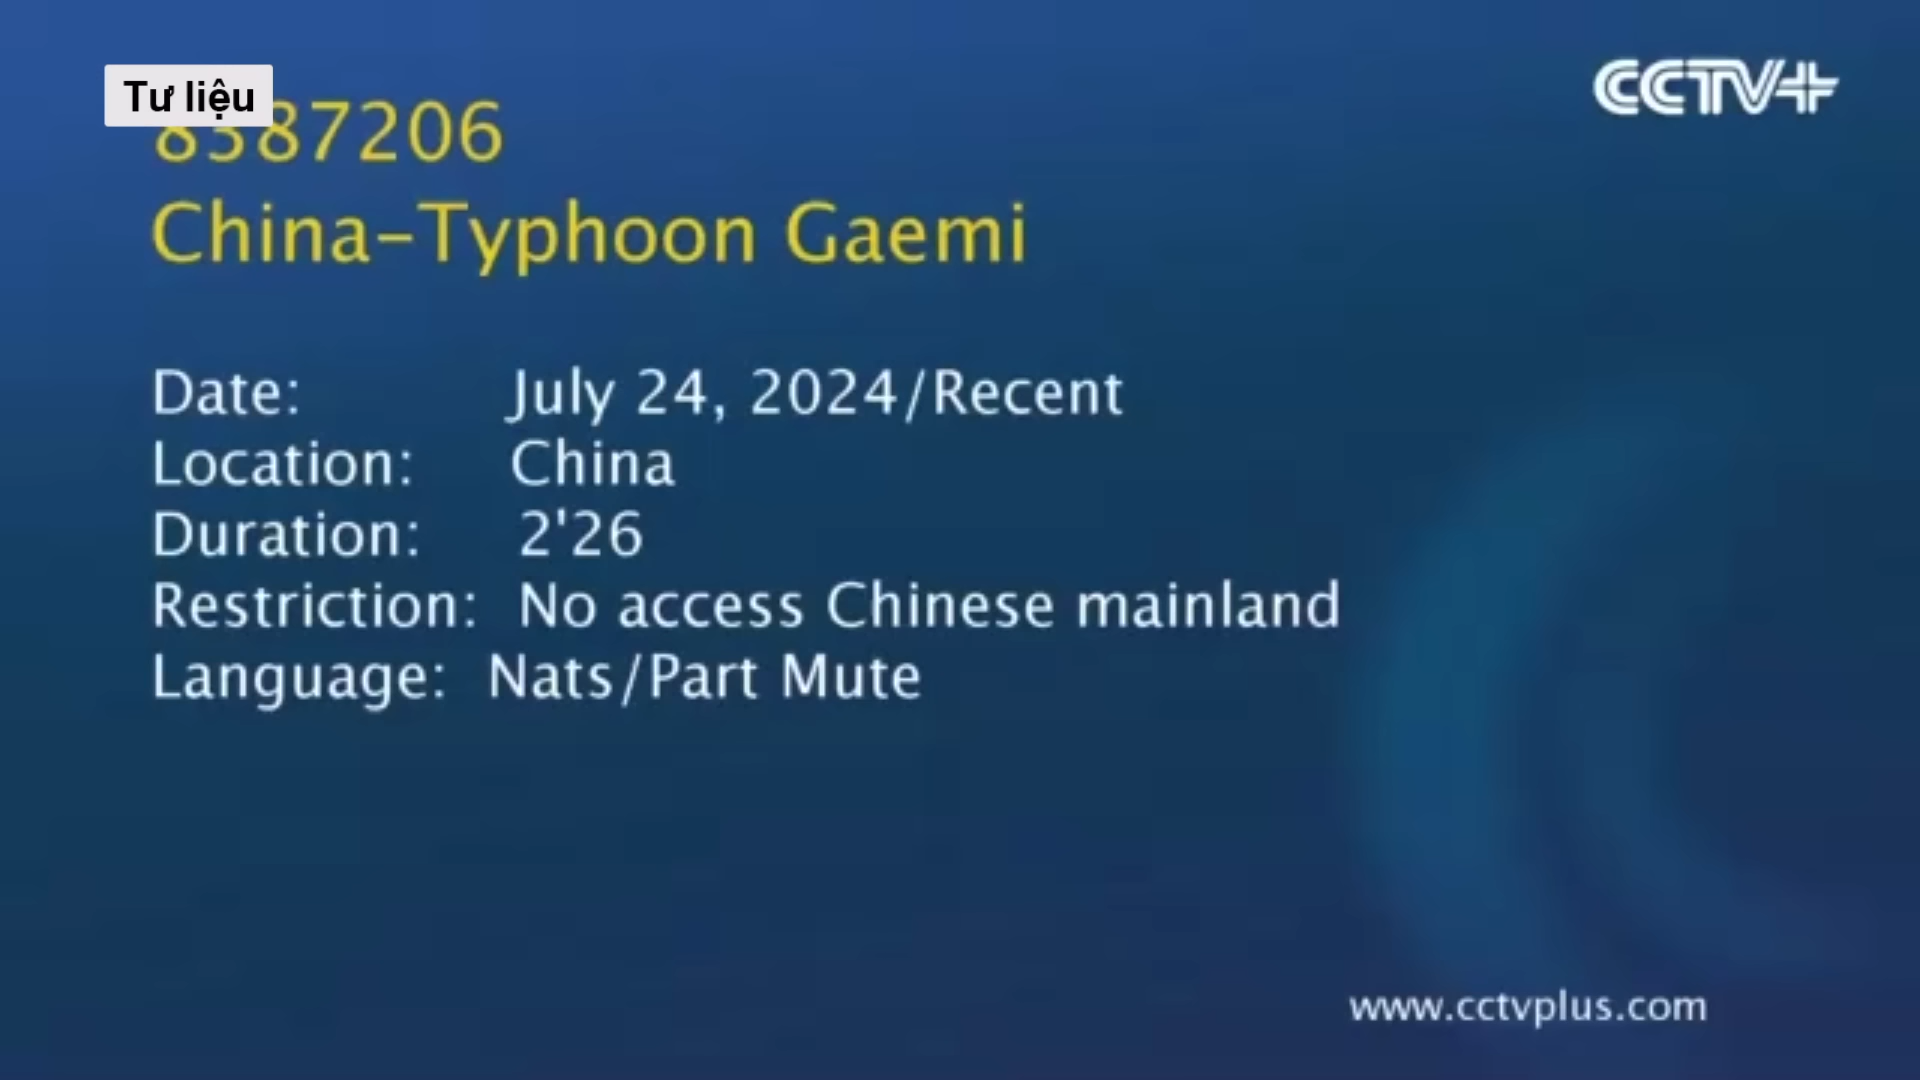 Tư liệu
CCTV+
8387206
China-Typhoon Gaemi
Date: July 24, 2024/Recent
Location: China
Duration: 2'26
Restriction: No access Chinese mainland
Language: Nats/Part Mute
www.cctvplus.com